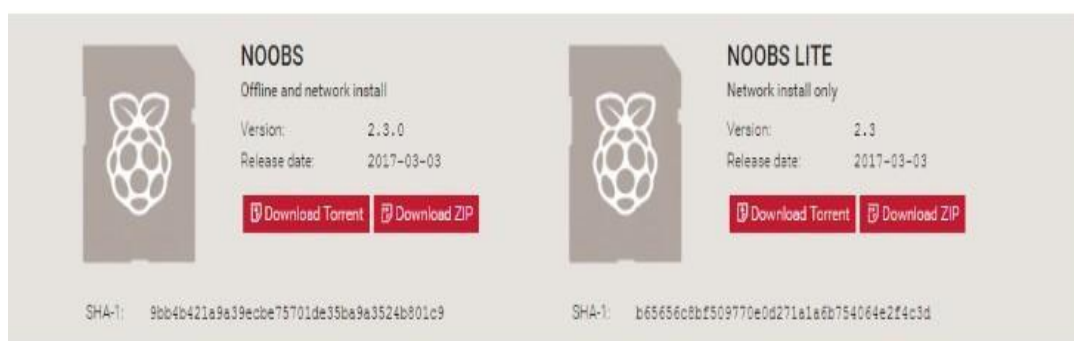 NOOBS
Offline and network install
Version: 2.3.0
Release date: 2017-03-03
Download Torrent Download ZIP
SHA-1: 9bb4b421a9a39ecbe75701de35ba9a3524b801c9
NOOBS LITE
Network install only
Version: 2.3
Release date: 2017-03-03
Download Torrent Download ZIP
SHA-1: b65656c8bf509770e0d271a1a6b754064e2f4c3d